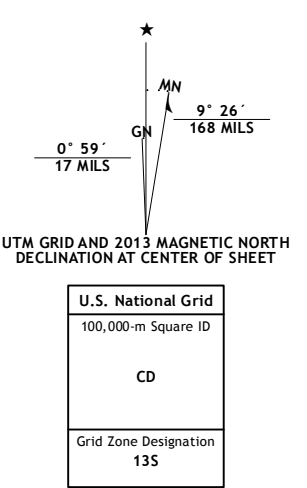 ★
MN
GN
9° 26´
168 MILS
0° 59´
17 MILS
UTM GRID AND 2013 MAGNETIC NORTH
DECLINATION AT CENTER OF SHEET
U.S. National Grid
100,000-m Square ID
CD
Grid Zone Designation
13S